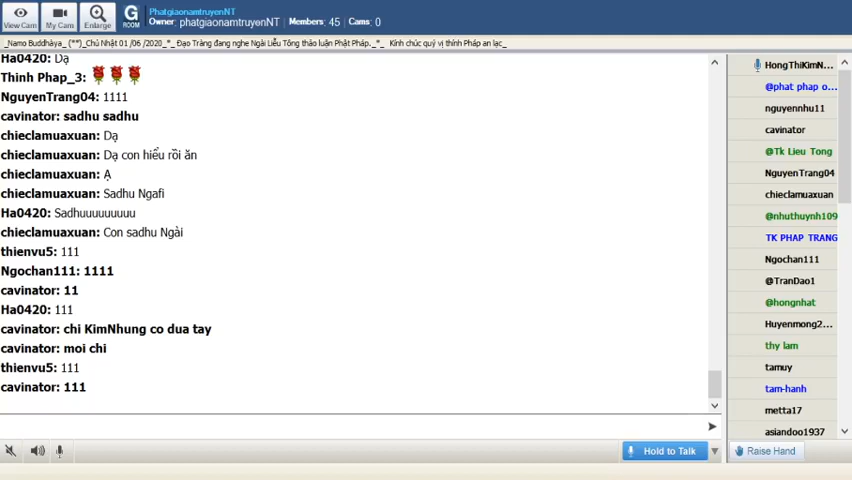 View Cam
My Cam
Enlarge
G
ROOM
PhatgiaonamtruyenNT
Owner: phatgiaonamtruyenNT Members: 45 Cams: 0
_Namo Buddhàya_ (**)_Chủ Nhật 01 /06 /2020_*_ Đạo Tràng đang nghe Ngài Liễu Tông thảo luận Phật Pháp._*_ Kính chúc quý vị thính Pháp an lạc_
Ha0420: Dạ
Thinh Phap_3:
NguyenTrang04: 1111
cavinator: sadhu sadhu
chieclamuaxuan: Dạ
chieclamuaxuan: Dạ con hiểu rồi ăn
chieclamuaxuan: Ạ
chieclamuaxuan: Sadhu Ngafi
Ha0420: Sadhuuuuuuuuu
chieclamuaxuan: Con sadhu Ngài
thienvu5: 111
Ngochan111: 1111
cavinator: 11
Ha0420: 111
cavinator: chi KimNhung co dua tay
cavinator: moi chi
thienvu5: 111
cavinator: 111
HongThiKimN...
@phat phap o...
nguyennhu11
cavinator
@Tk Lieu Tong
NguyenTrang04
chieclamuaxuan
@nhuthuynh109
TK PHAP TRANG
Ngochan111
@TranDao1
@hongnhat
Huyenmong2...
thy lam
tamuy
tam-hanh
metta17
asiandoo1937
Hold to Talk
Raise Hand